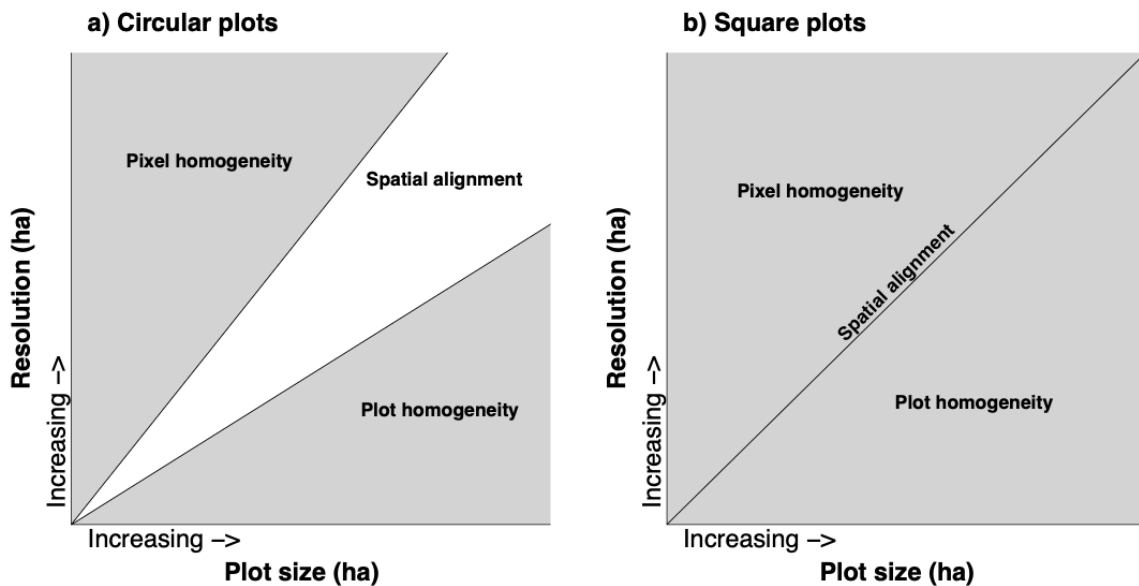 a) Circular plots
Pixel homogeneity
Spatial alignment
Plot homogeneity
Resolution (ha)
Increasing –>
Increasing –>
Plot size (ha)
b) Square plots
Pixel homogeneity
Spatial alignment
Plot homogeneity
Resolution (ha)
Increasing –>
Increasing –>
Plot size (ha)